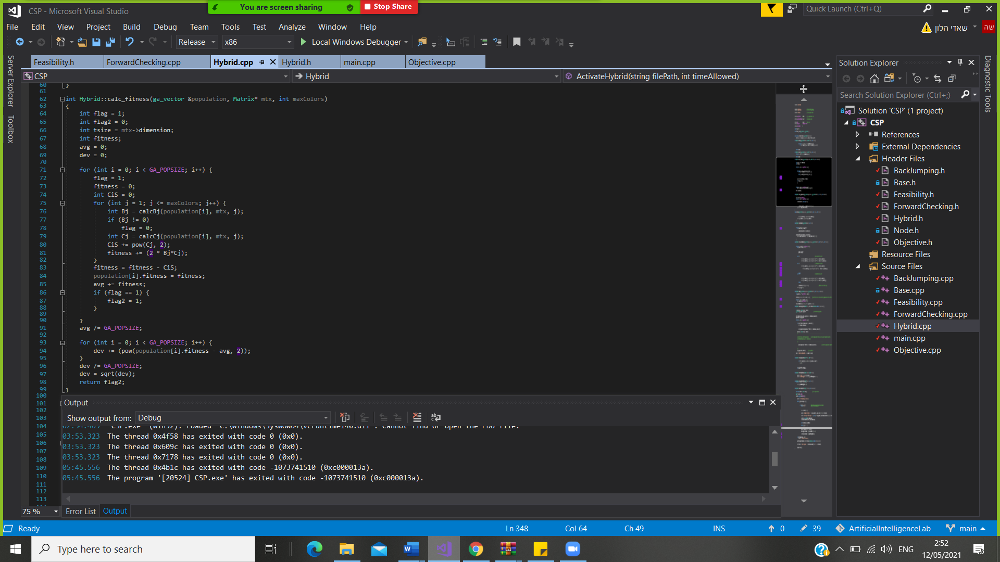 CSP - Microsoft Visual Studio
You are screen sharing
Stop Share
Quick Launch (Ctrl+Q)
File Edit View Project Build Debug Team Tools Test Analyze Window Help
שאדי הלון
שה
Release x86 Local Windows Debugger
Server Explorer
Toolbox
Feasibility.h ForwardChecking.cpp Hybrid.cpp Hybrid.h main.cpp Objective.cpp
CSP Hybrid ActivateHybrid(string filePath, int timeAllowed)
60 }
61
62 int Hybrid::calc_fitness(ga_vector &population, Matrix* mtx, int maxColors)
63 {
64 int flag = 1;
65 int flag2 = 0;
66 int tsize = mtx->dimension;
67 int fitness;
68 avg = 0;
69 dev = 0;
70
71 for (int i = 0; i < GA_POPSIZE; i++) {
72 flag = 1;
73 fitness = 0;
74 int CiS = 0;
75 for (int j = 1; j <= maxColors; j++) {
76 int Bj = calcBj(population[i], mtx, j);
77 if (Bj != 0)
78 flag = 0;
79 int Cj = calcCj(population[i], mtx, j);
80 CiS += pow(Cj, 2);
81 fitness += (2 * Bj*Cj);
82 }
83 fitness = fitness - CiS;
84 population[i].fitness = fitness;
85 avg += fitness;
86 if (flag == 1) {
87 flag2 = 1;
88 }
89
90 }
91 avg /= GA_POPSIZE;
92
93 for (int i = 0; i < GA_POPSIZE; i++) {
94 dev += (pow(population[i].fitness - avg, 2));
95 }
96 dev /= GA_POPSIZE;
97 dev = sqrt(dev);
98 return flag2;
99 }
100
101
102
103
104
105
106
107
108
109
110
111
112
113
Output
Show output from: Debug
03:53.323 The thread 0x4f58 has exited with code 0 (0x0).
03:53.323 The thread 0x609c has exited with code 0 (0x0).
03:53.323 The thread 0x7178 has exited with code 0 (0x0).
05:45.556 The thread 0x4b1c has exited with code -1073741510 (0xc000013a).
05:45.556 The program '[20524] CSP.exe' has exited with code -1073741510 (0xc000013a).
75 %
Error List Output
Solution Explorer
Search Solution Explorer (Ctrl+;)
Solution 'CSP' (1 project)
CSP
References
External Dependencies
Header Files
BackJumping.h
Base.h
Feasibility.h
ForwardChecking.h
Hybrid.h
Node.h
Objective.h
Resource Files
Source Files
BackJumping.cpp
Base.cpp
Feasibility.cpp
ForwardChecking.cpp
Hybrid.cpp
main.cpp
Objective.cpp
Diagnostic Tools
Ready Ln 348 Col 64 Ch 49 INS 0 39 ArtificialIntelligenceLab main
Type here to search
ENG
2:52
12/05/2021